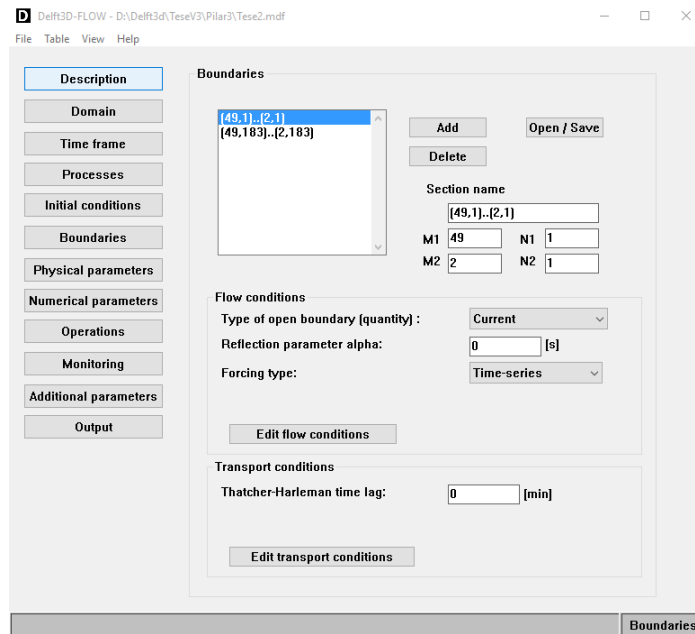 D Delft3D-FLOW - D:\Delft3d\TeseV3\Pilar3\Tese2.mdf
File Table View Help
Description
Domain
Time frame
Processes
Initial conditions
Boundaries
Physical parameters
Numerical parameters
Operations
Monitoring
Additional parameters
Output
Boundaries
(49,1)..(2,1)
(49,183)..(2,183)
Add
Open / Save
Delete
Section name
(49,1)..(2,1)
M1 49 N1 1
M2 2 N2 1
Flow conditions
Type of open boundary (quantity) : Current
Reflection parameter alpha: 0 [s]
Forcing type: Time-series
Edit flow conditions
Transport conditions
Thatcher-Harleman time lag: 0 [min]
Edit transport conditions
Boundaries